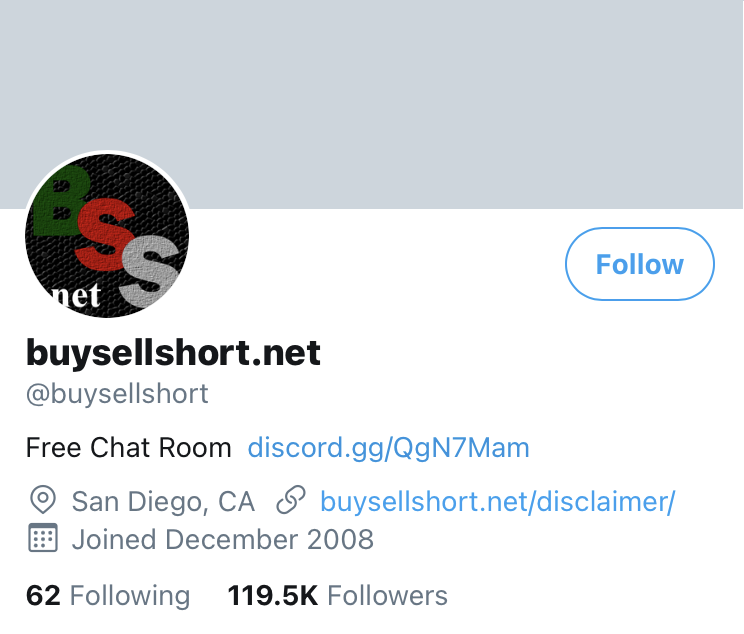 B
S
S
net
Follow
buysellshort.net
@buysellshort
Free Chat Room discord.gg/QgN7Mam
San Diego, CA buysellshort.net/disclaimer/
Joined December 2008
62 Following 119.5K Followers